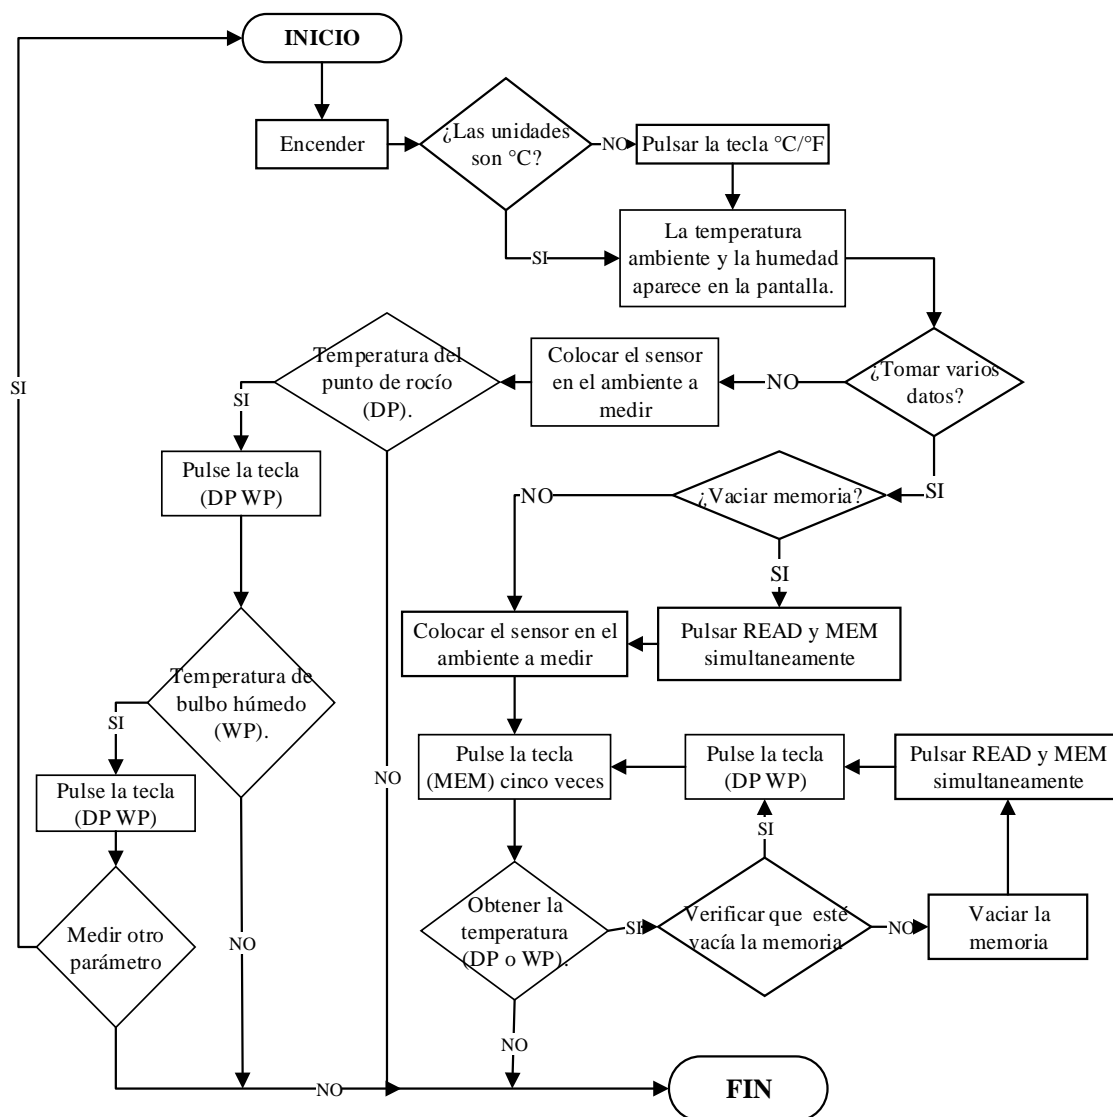 INICIO
Encender
¿Las unidades
son °C?
NO
Pulsar la tecla °C/°F
SI
La temperatura
ambiente y la humedad
aparece en la pantalla.
¿Tomar varios
datos?
NO
Colocar el sensor
en el ambiente a
medir
Temperatura del
punto de rocío
(DP).
SI
SI
Pulse la tecla
(DP WP)
SI
¿Vaciar memoria?
NO
SI
Colocar el sensor en el
ambiente a medir
Pulsar READ y MEM
simultaneamente
Temperatura de
bulbo húmedo
(WP).
SI
Pulse la tecla
(DP WP)
NO
Pulse la tecla
(MEM) cinco veces
Pulse la tecla
(DP WP)
Pulsar READ y MEM
simultaneamente
SI
Medir otro
parámetro
NO
Obtener la
temperatura
(DP o WP).
SI
Verificar que esté
vacía la memoria
NO
Vaciar la
memoria
NO
NO
FIN